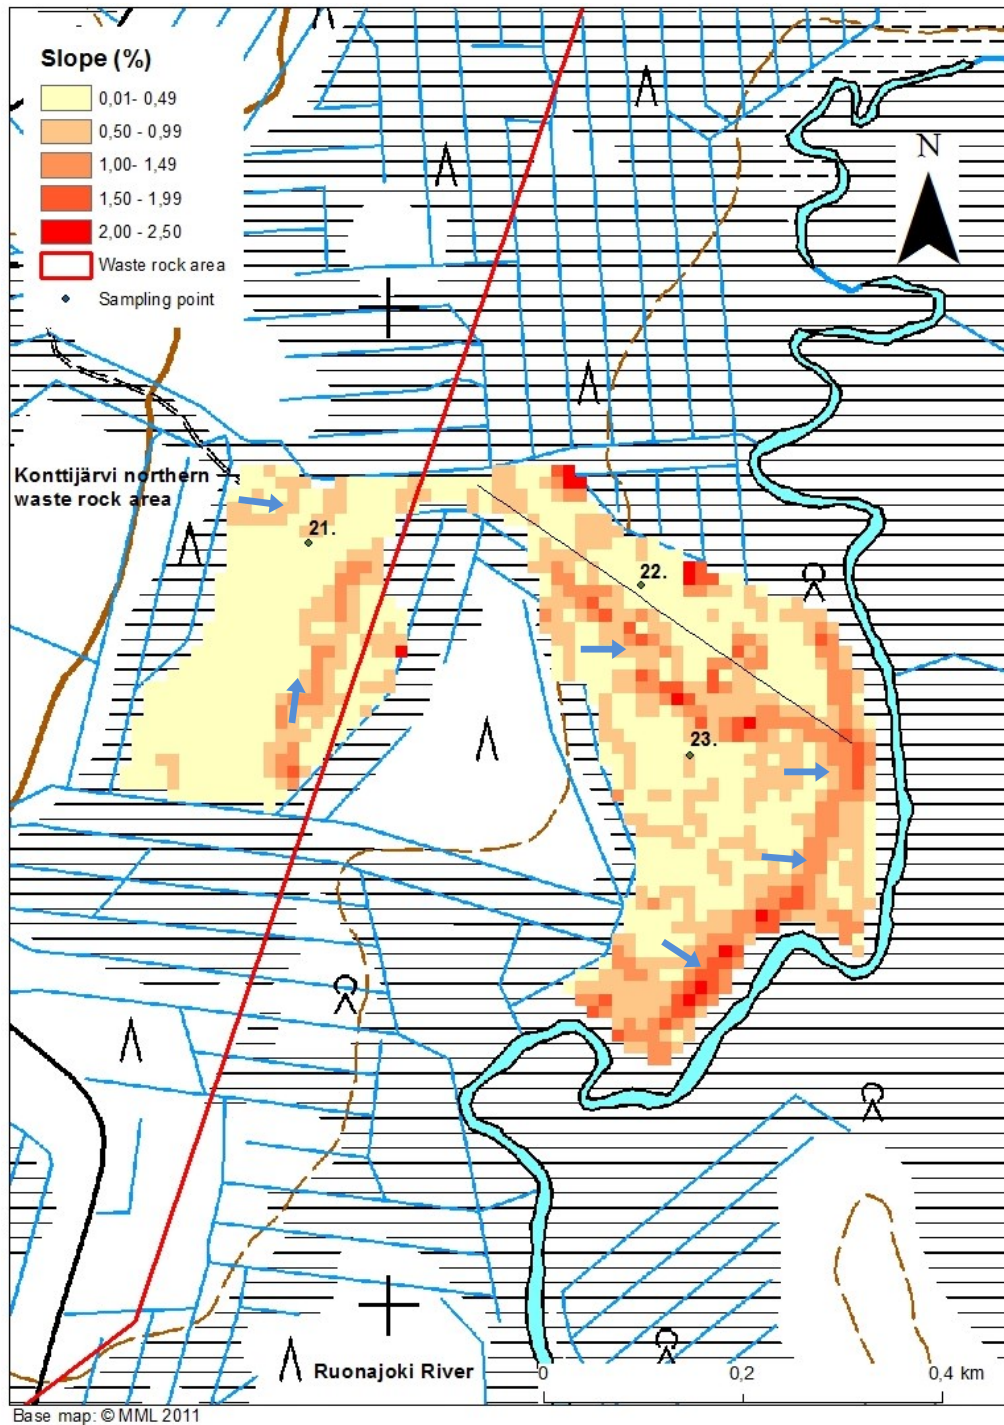 Slope (%)
0,01- 0,49
0,50 - 0,99
1,00- 1,49
1,50 - 1,99
2,00 - 2,50
Waste rock area
Sampling point
N
Konttijärvi northern
waste rock area
21.
22.
23.
Ruonajoki River
0 0,2 0,4 km
Base map: © MML 2011